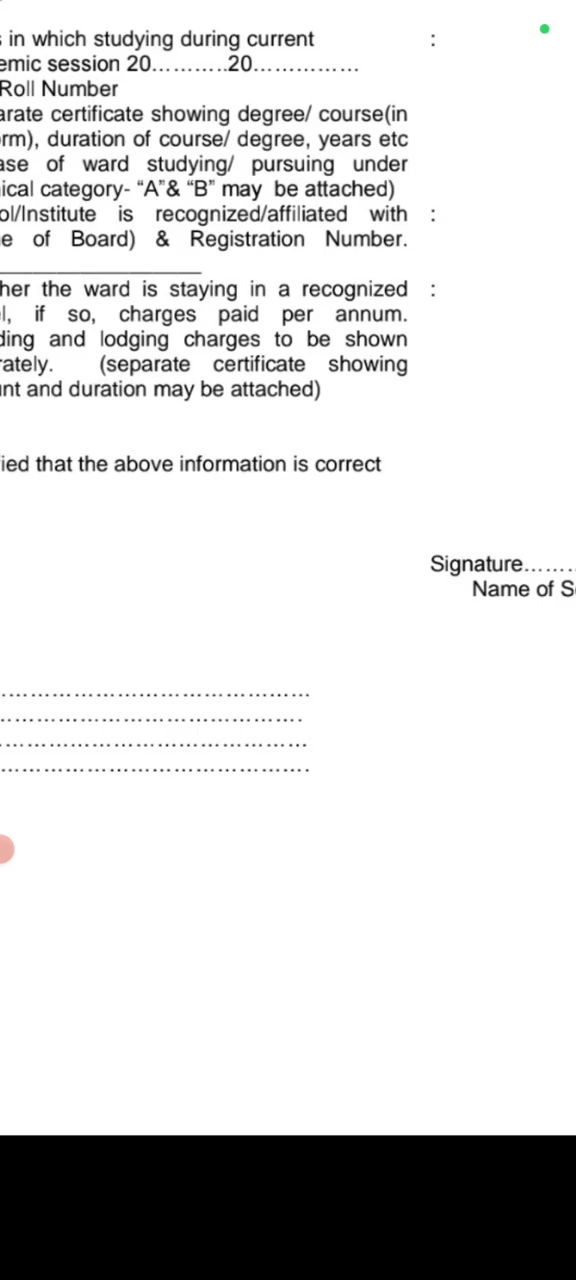 in which studying during current :
emic session 20………..20……………
Roll Number
arate certificate showing degree/ course(in
rm), duration of course/ degree, years etc
ase of ward studying/ pursuing under
ical category- “A”& “B” may be attached)
ol/Institute is recognized/affiliated with :
e of Board) & Registration Number.
___________________
her the ward is staying in a recognized :
l, if so, charges paid per annum.
ding and lodging charges to be shown
rately. (separate certificate showing
unt and duration may be attached)
ied that the above information is correct
Signature……
Name of S
…………………………………………
………………………………………….
…………………………………………
………………………………………….